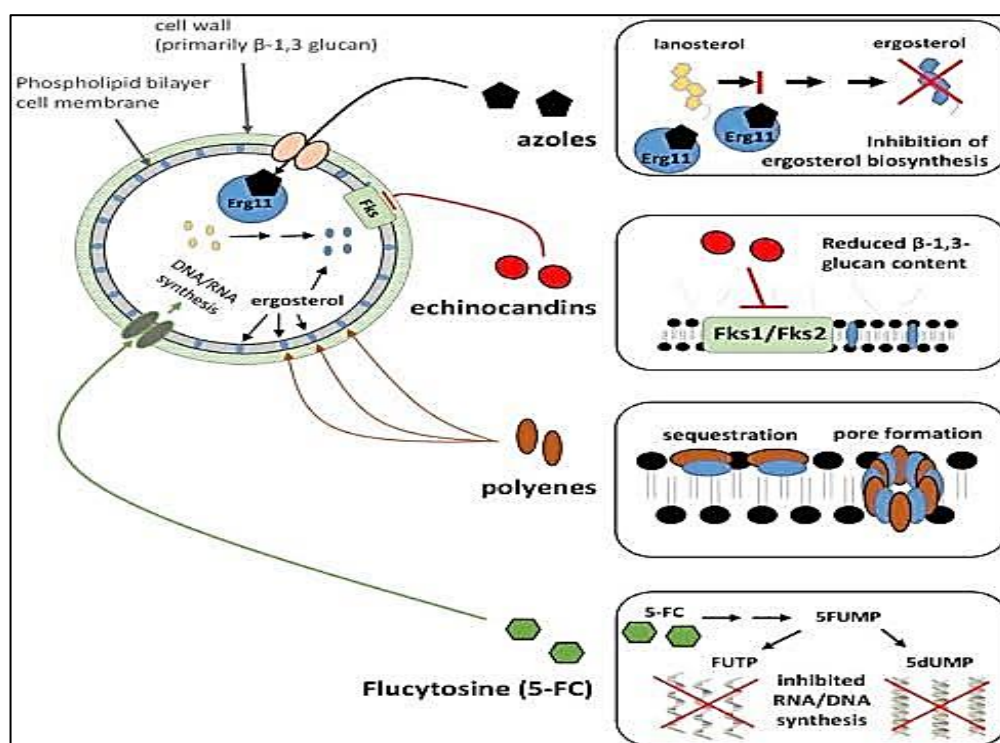 cell wall
(primarily β-1,3 glucan)
Phospholipid bilayer
cell membrane
azoles
Erg11
Fks
DNA/RNA
synthesis
ergosterol
echinocandins
polyenes
Flucytosine (5-FC)
lanosterol
ergosterol
Erg11
Erg11
Inhibition of
ergosterol biosynthesis
Reduced β-1,3-
glucan content
Fks1/Fks2
sequestration
pore formation
5-FC
5FUMP
FUTP
5dUMP
inhibited
RNA/DNA
synthesis